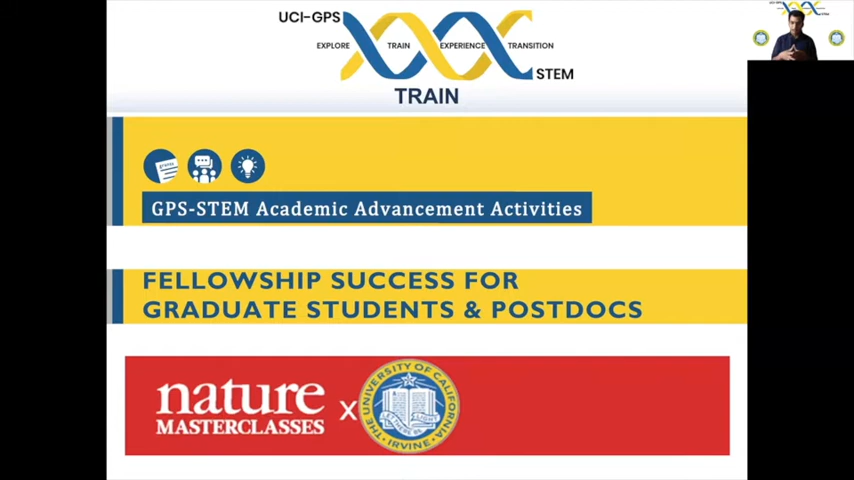 UCI-GPS
EXPLORE TRAIN EXPERIENCE TRANSITION
STEM
TRAIN
grants
GPS-STEM Academic Advancement Activities
FELLOWSHIP SUCCESS FOR
GRADUATE STUDENTS & POSTDOCS
nature
MASTERCLASSES
x
THE UNIVERSITY OF CALIFORNIA
IRVINE